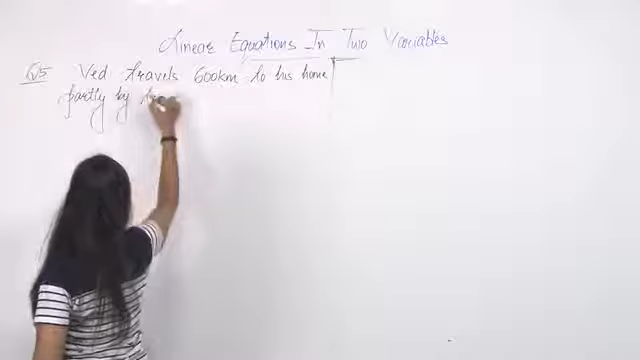 Linear Equations In Two Variables
Q5 Ved travels 600km to his home
partly by